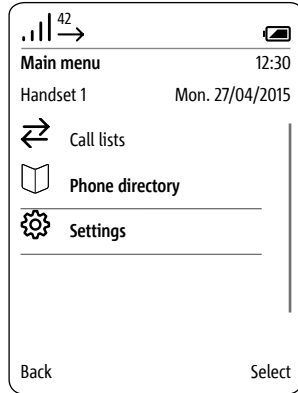 42
Main menu 12:30
Handset 1 Mon. 27/04/2015
Call lists
Phone directory
Settings
Back Select